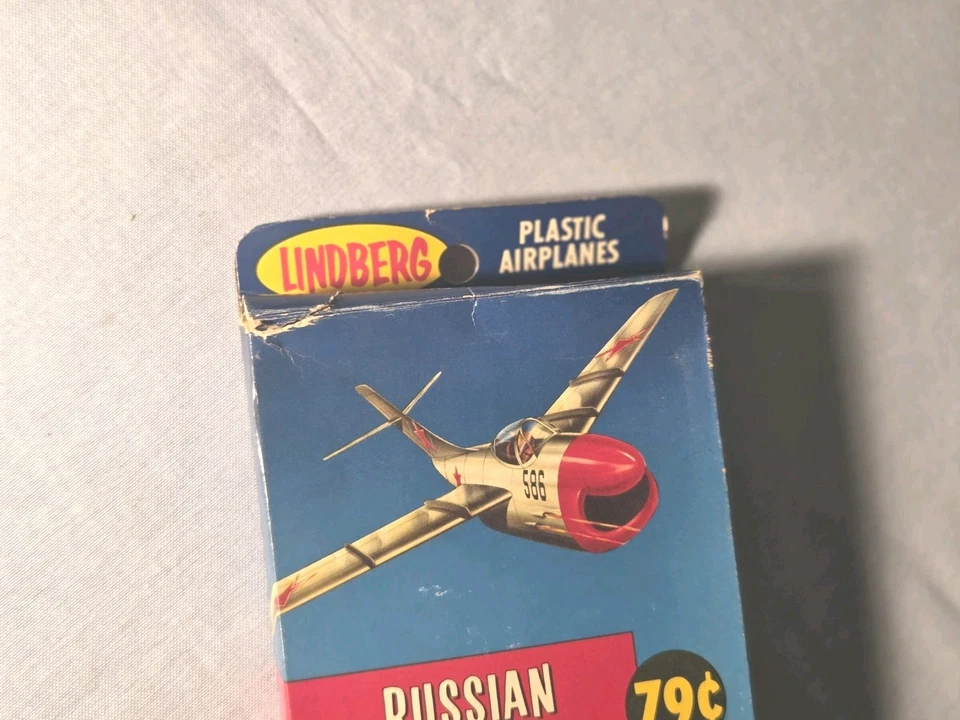 LINDBERG
PLASTIC
AIRPLANES
586
RUSSIAN
79¢